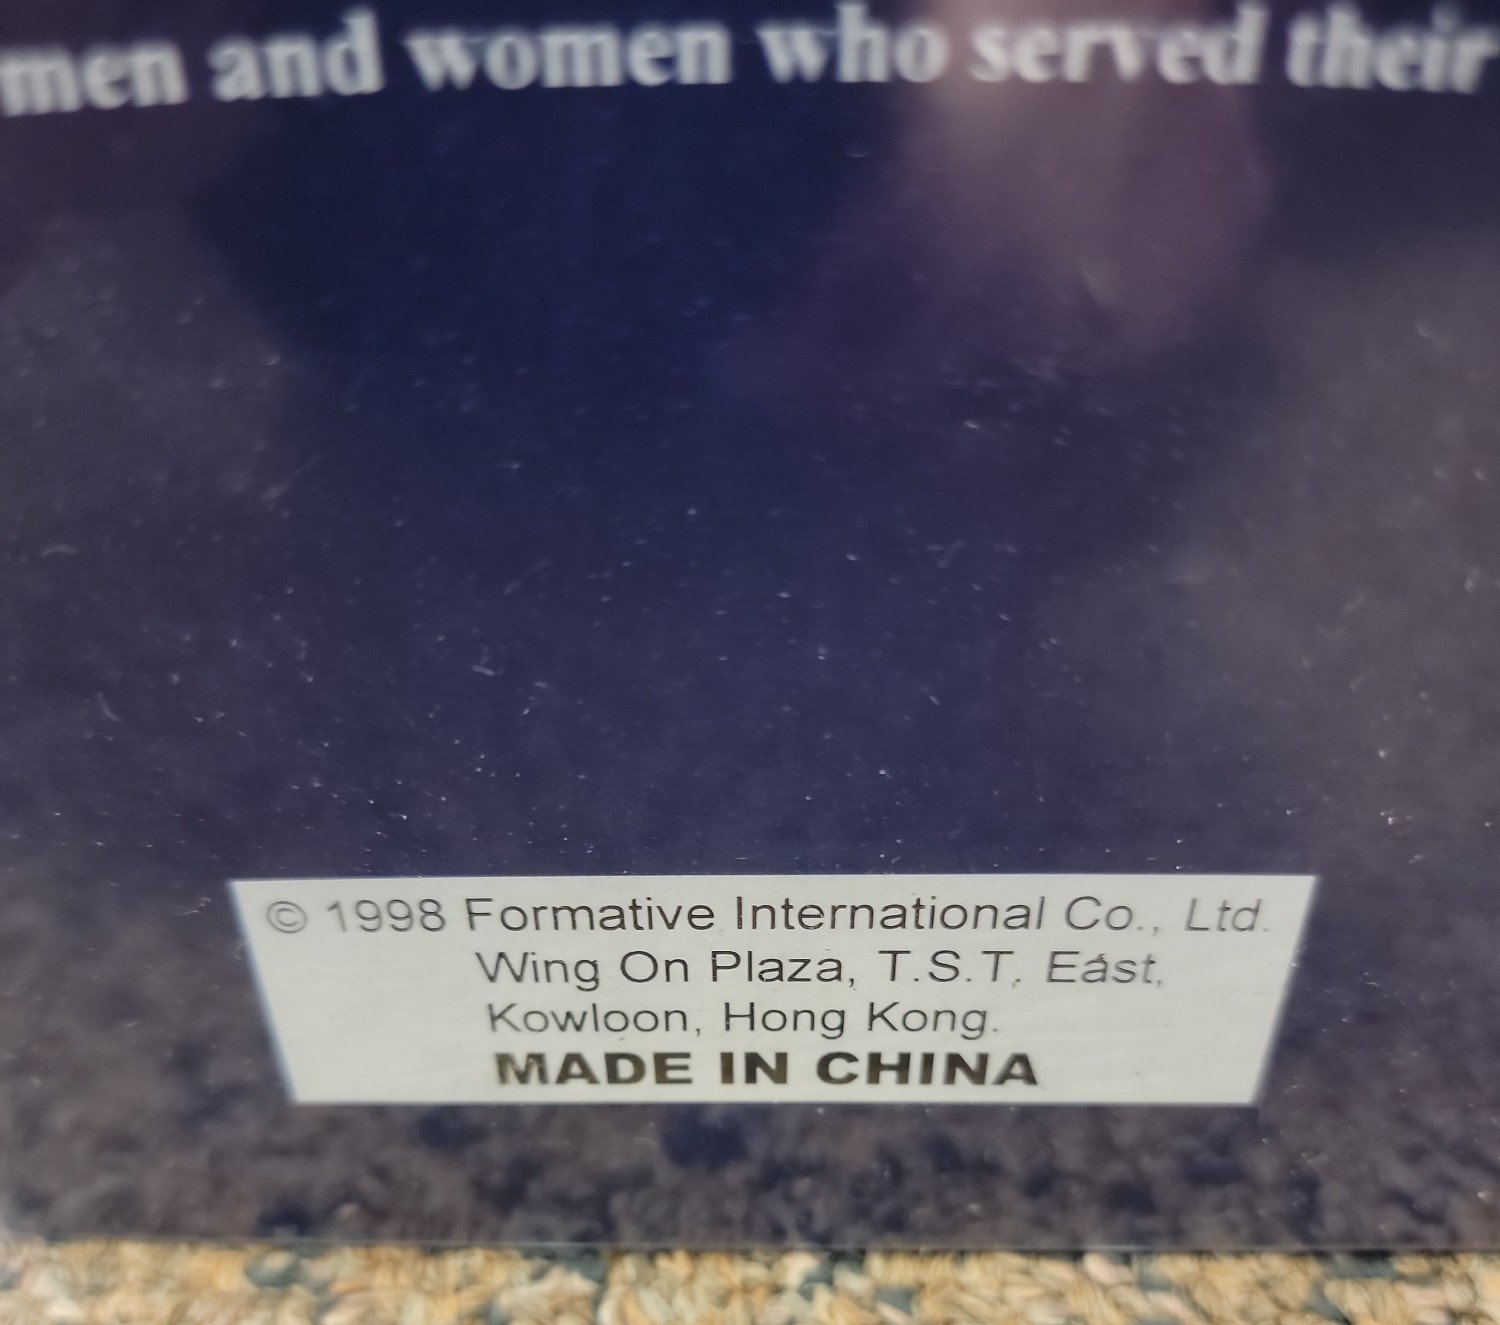 men and women who served their
© 1998 Formative International Co., Ltd.
Wing On Plaza, T.S.T. East,
Kowloon, Hong Kong.
MADE IN CHINA